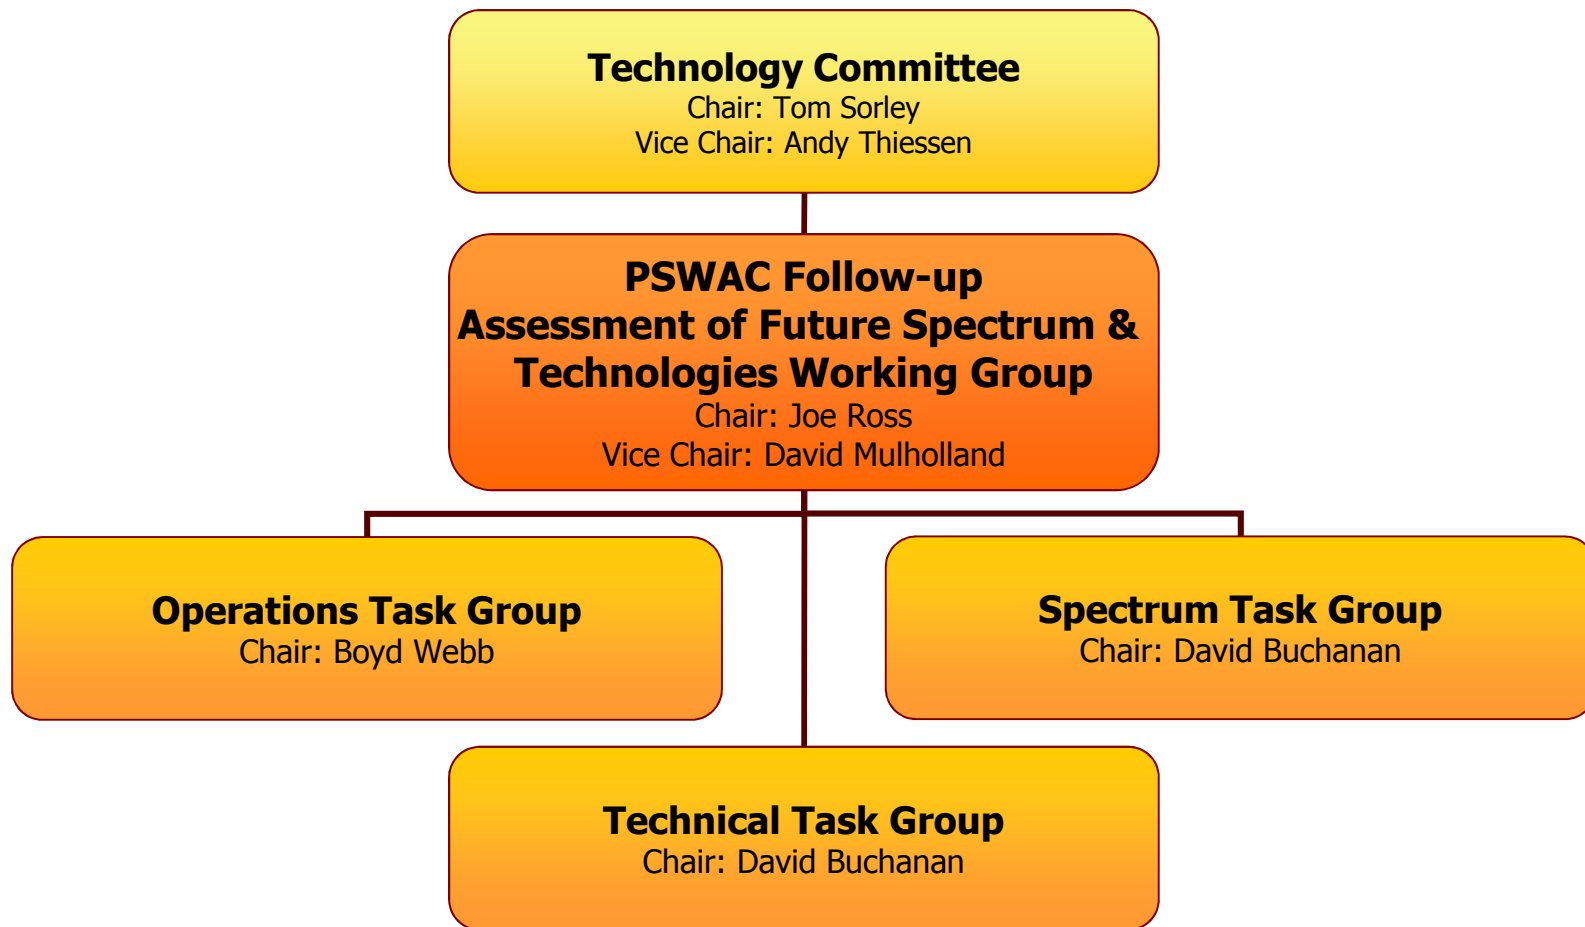 Technology Committee
Chair: Tom Sorley
Vice Chair: Andy Thiessen
PSWAC Follow-up
Assessment of Future Spectrum &
Technologies Working Group
Chair: Joe Ross
Vice Chair: David Mulholland
Operations Task Group
Chair: Boyd Webb
Spectrum Task Group
Chair: David Buchanan
Technical Task Group
Chair: David Buchanan